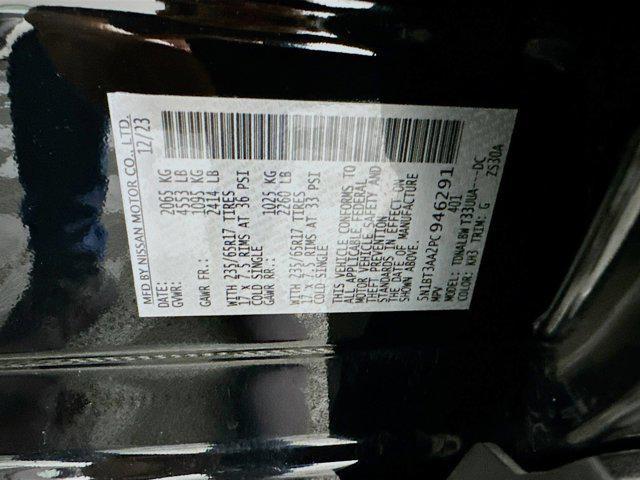 MFD BY NISSAN MOTOR CO., LTD.
DATE: 12/23
GVWR: 2065 KG
4553 LB
GAWR FR.: 1095 KG
2414 LB
WITH 235/65R17 TIRES
17 X 7.5 RIMS AT 36 PSI
COLD SINGLE
GAWR RR.: 1025 KG
2260 LB
WITH 235/65R17 TIRES
17 X 7.5 RIMS AT 33 PSI
COLD SINGLE
THIS VEHICLE CONFORMS TO
ALL APPLICABLE FEDERAL
MOTOR VEHICLE SAFETY AND
THEFT PREVENTION
STANDARDS IN EFFECT ON
THE DATE OF MANUFACTURE
SHOWN ABOVE.
5N1BT3AA2PC946291
MPV 401
MODEL: TDNALBW T33UUA---DC
COLOR: KH3 TRIM: G ZS30A